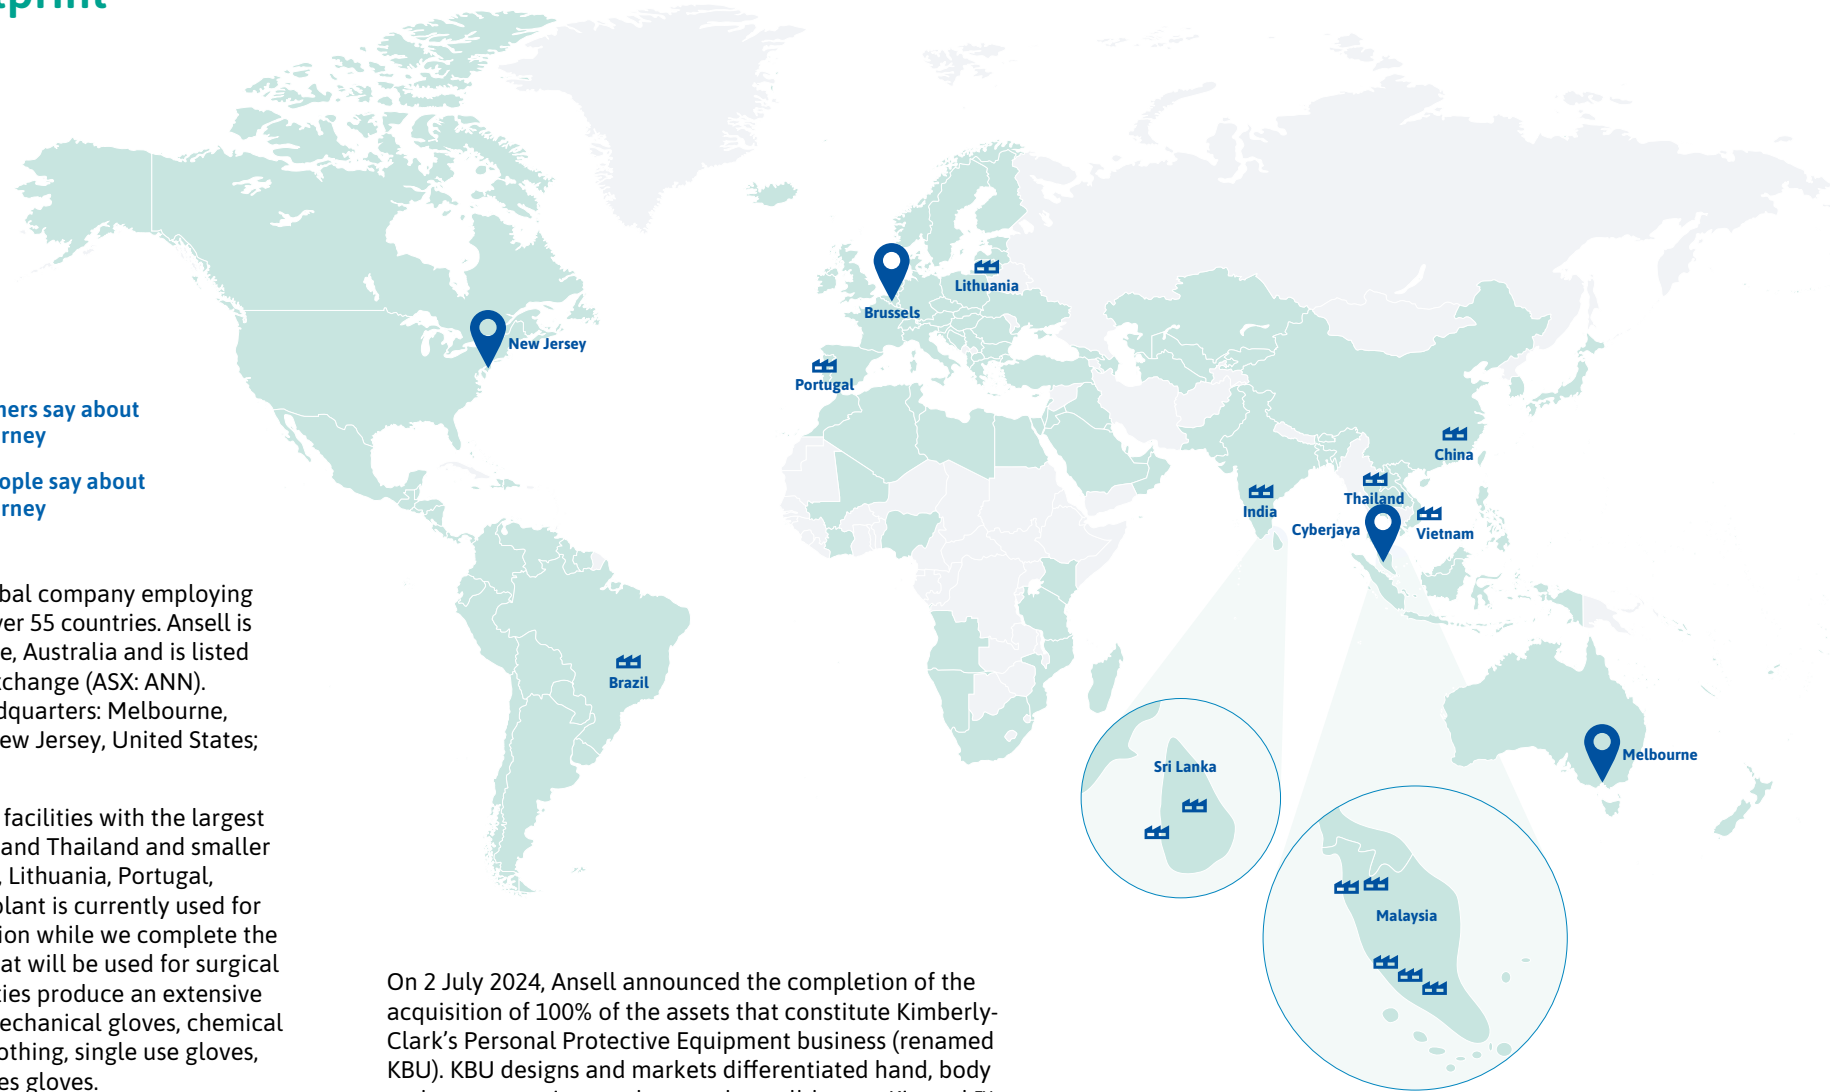 tprint
ners say about
rney
ople say about
rney
bal company employing
ver 55 countries. Ansell is
e, Australia and is listed
xchange (ASX: ANN).
dquarters: Melbourne,
ew Jersey, United States;
facilities with the largest
and Thailand and smaller
, Lithuania, Portugal,
plant is currently used for
ion while we complete the
at will be used for surgical
ties produce an extensive
echanical gloves, chemical
othing, single use gloves,
es gloves.
New Jersey
Brussels
Lithuania
Portugal
China
Thailand
India
Cyberjaya
Vietnam
Brazil
Melbourne
Sri Lanka
Malaysia
On 2 July 2024, Ansell announced the completion of the
acquisition of 100% of the assets that constitute Kimberly-
Clark’s Personal Protective Equipment business (renamed
KBU). KBU designs and markets differentiated hand, body